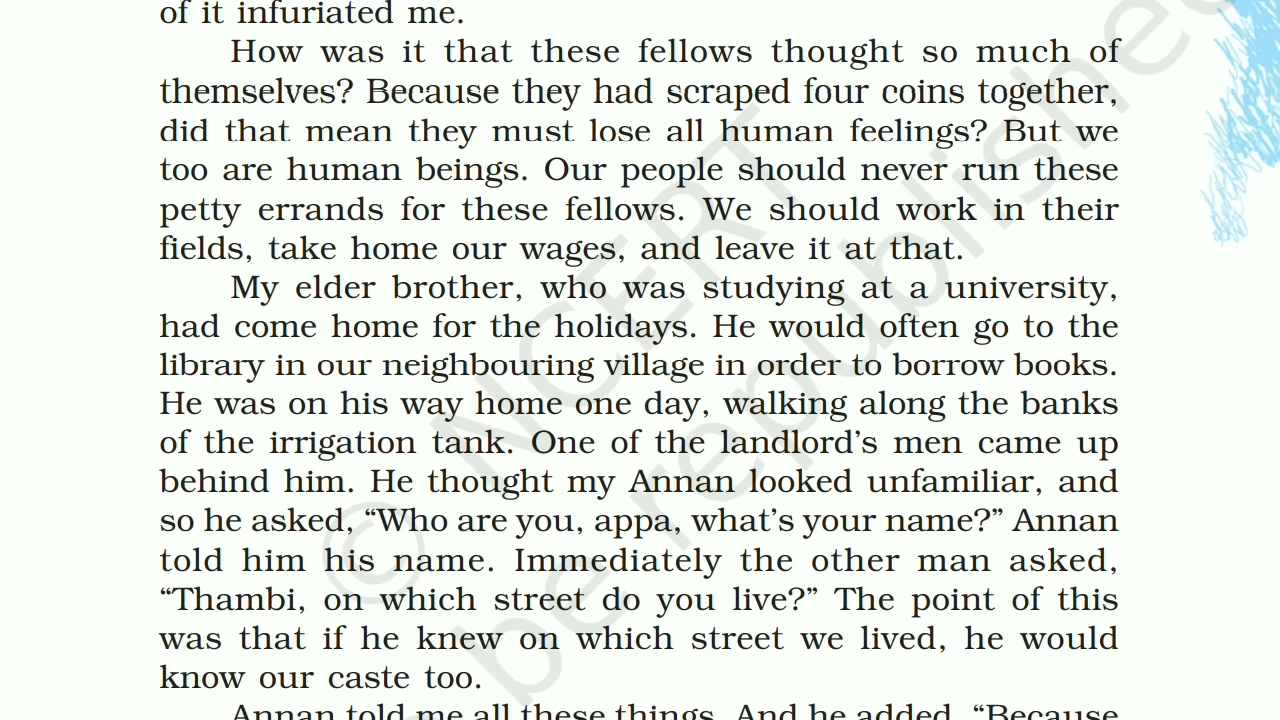 of it infuriated me.
How was it that these fellows thought so much of
themselves? Because they had scraped four coins together,
did that mean they must lose all human feelings? But we
too are human beings. Our people should never run these
petty errands for these fellows. We should work in their
fields, take home our wages, and leave it at that.
My elder brother, who was studying at a university,
had come home for the holidays. He would often go to the
library in our neighbouring village in order to borrow books.
He was on his way home one day, walking along the banks
of the irrigation tank. One of the landlord’s men came up
behind him. He thought my Annan looked unfamiliar, and
so he asked, “Who are you, appa, what’s your name?” Annan
told him his name. Immediately the other man asked,
“Thambi, on which street do you live?” The point of this
was that if he knew on which street we lived, he would
know our caste too.
Annan told me all these things. And he added, “Because
© NCERT
be republished